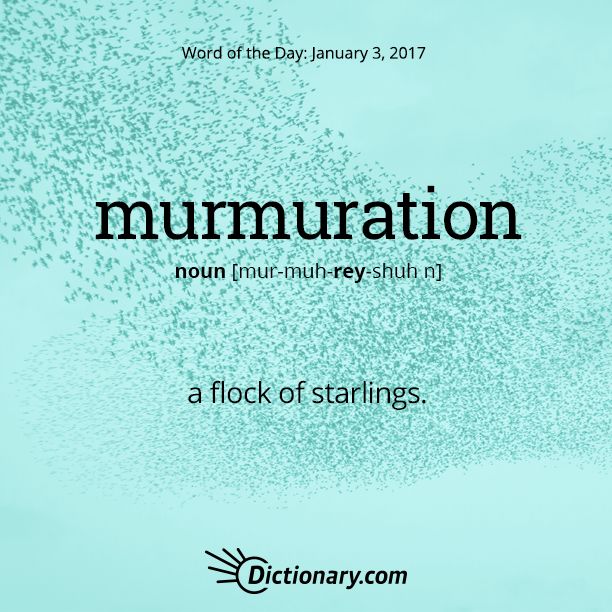 Word of the Day: January 3, 2017
murmuration
noun [mur-muh-rey-shuh n]
a flock of starlings.
Dictionary.com